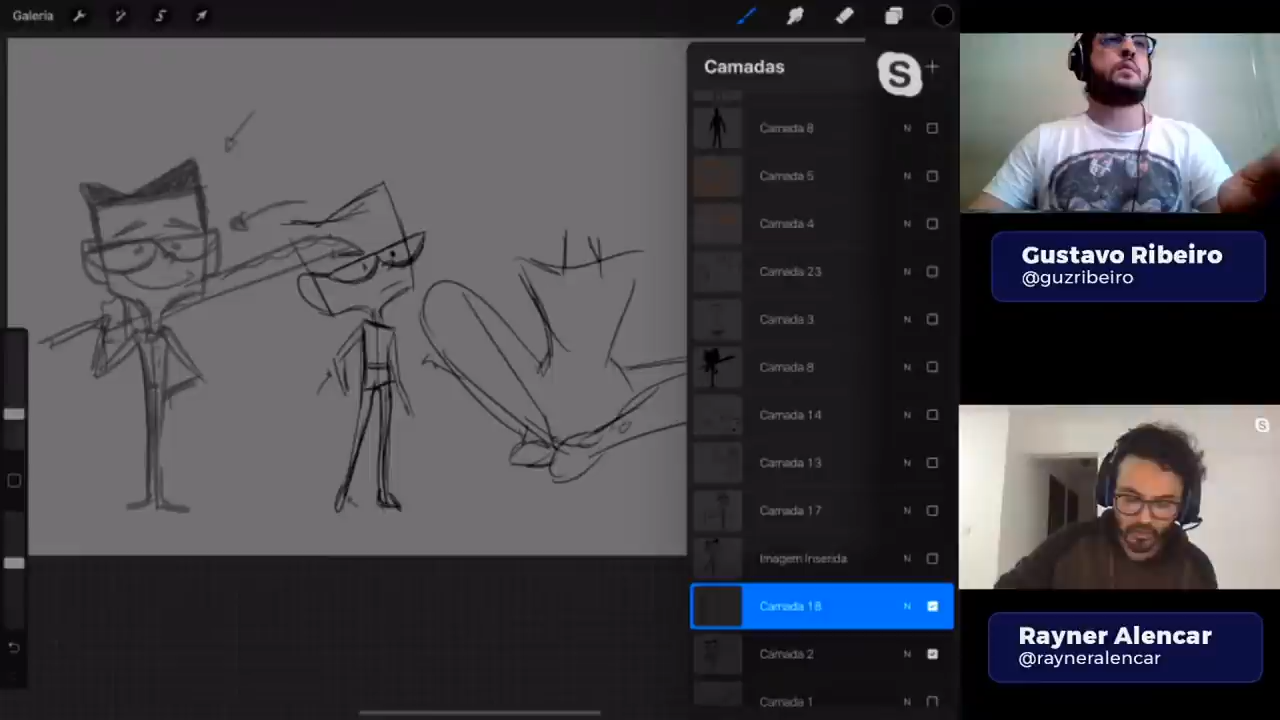 Galeria
Camadas
S
Camada 8
N
Camada 5
N
Camada 4
N
Camada 23
N
Camada 3
N
Camada 8
N
Camada 14
N
Camada 13
N
Camada 17
N
Imagem Inserida
N
Camada 18
N
Camada 2
N
Camada 1
Gustavo Ribeiro
@guzribeiro
S
Rayner Alencar
@rayneralencar